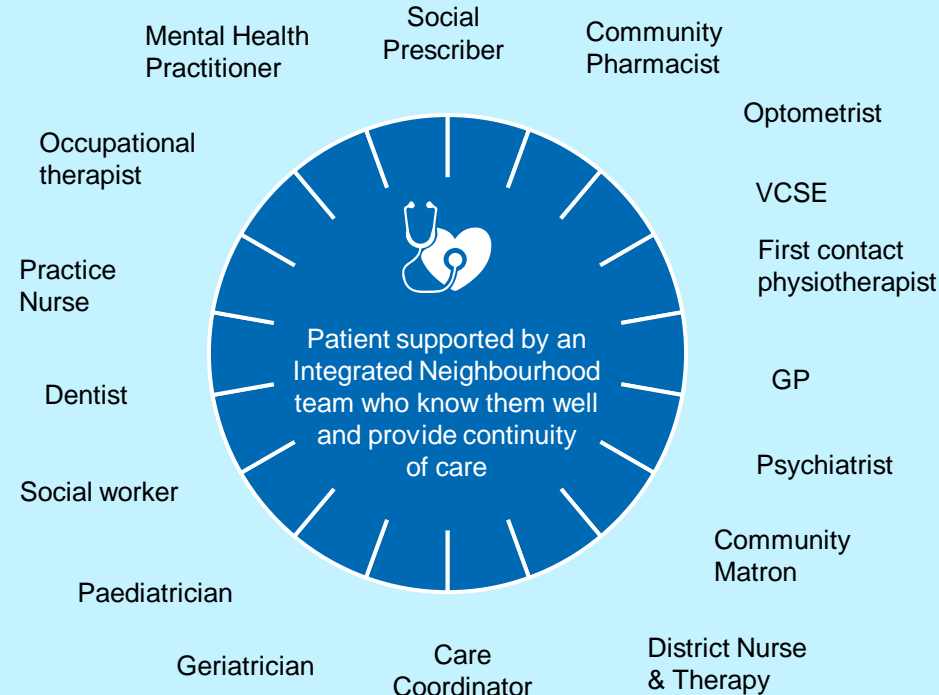 Social
Prescriber
Community
Pharmacist
Optometrist
VCSE
First contact
physiotherapist
GP
Psychiatrist
Community
Matron
District Nurse
& Therapy
Care
Coordinator
Geriatrician
Paediatrician
Social worker
Dentist
Practice
Nurse
Occupational
therapist
Mental Health
Practitioner
Patient supported by an
Integrated Neighbourhood
team who know them well
and provide continuity
of care